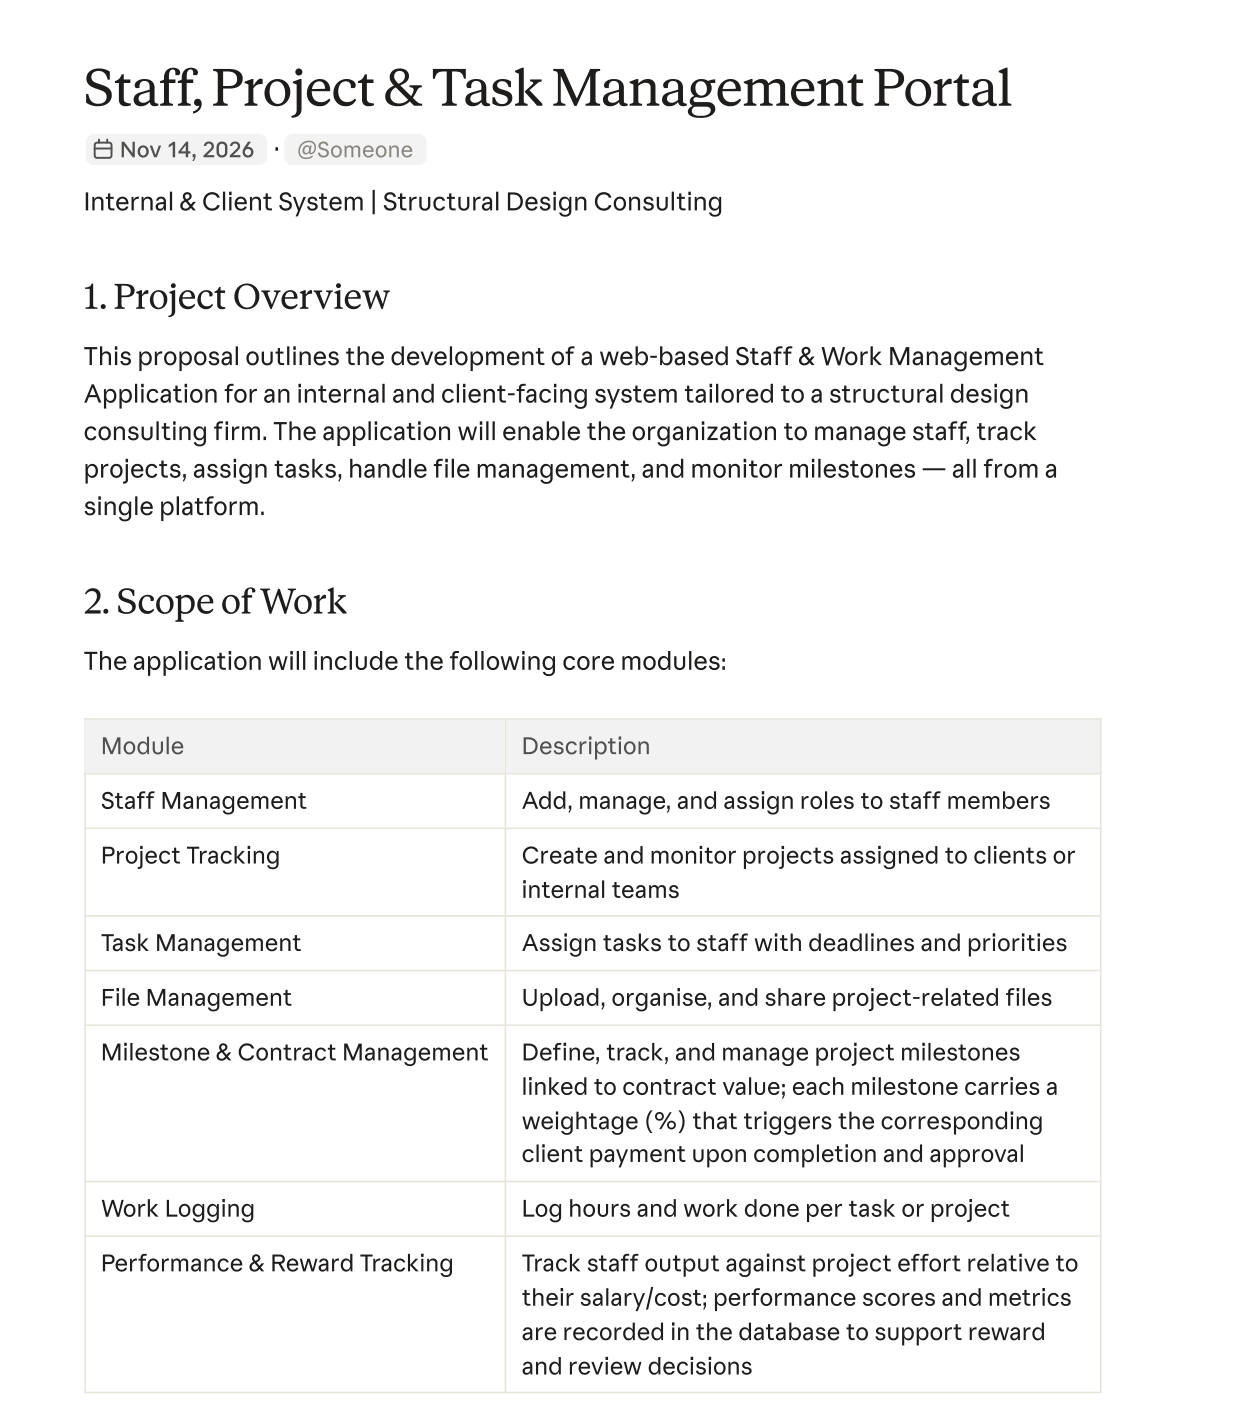 Staff, Project & Task Management Portal
Nov 14, 2026 · @Someone
Internal & Client System | Structural Design Consulting
1. Project Overview
This proposal outlines the development of a web-based Staff & Work Management
Application for an internal and client-facing system tailored to a structural design
consulting firm. The application will enable the organization to manage staff, track
projects, assign tasks, handle file management, and monitor milestones — all from a
single platform.
2. Scope of Work
The application will include the following core modules:
Module Description
Staff Management Add, manage, and assign roles to staff members
Project Tracking Create and monitor projects assigned to clients or
internal teams
Task Management Assign tasks to staff with deadlines and priorities
File Management Upload, organise, and share project-related files
Milestone & Contract Management Define, track, and manage project milestones
linked to contract value; each milestone carries a
weightage (%) that triggers the corresponding
client payment upon completion and approval
Work Logging Log hours and work done per task or project
Performance & Reward Tracking Track staff output against project effort relative to
their salary/cost; performance scores and metrics
are recorded in the database to support reward
and review decisions